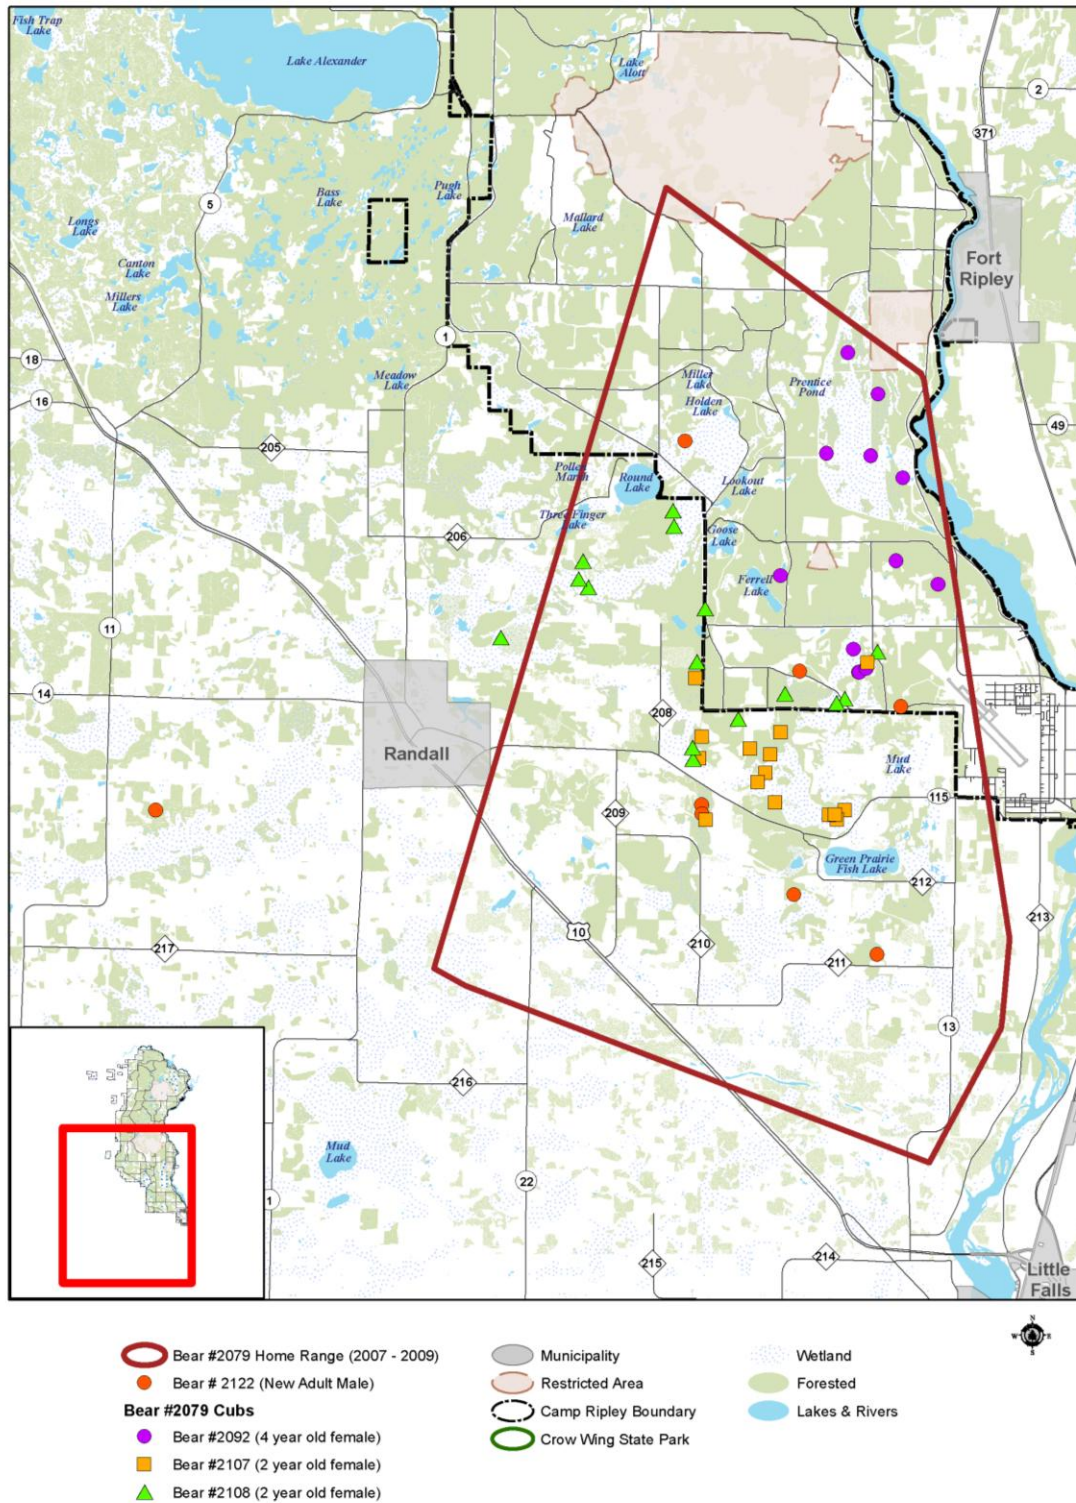 Fish Trap
Lake
Lake Alexander
Lake
Alott
2
371
Bass
Lake
Pugh
Lake
5
Longs
Lake
Mallard
Lake
Canton
Lake
Millers
Lake
Fort
Ripley
1
18
Meadow
Lake
Miller
Lake
Prentice
Pond
16
Holden
Lake
49
205
Pollen
Marsh
Round
Lake
Lookout
Lake
Three Finger
Lake
206
Goose
Lake
Ferrell
Lake
11
14
208
Randall
Mud
Lake
115
209
Green Prairie
Fish Lake
212
213
10
217
210
211
13
216
Mud
Lake
22
1
214
215
Little
Falls
N
W E
S
Bear #2079 Home Range (2007 - 2009)
Bear # 2122 (New Adult Male)
Bear #2079 Cubs
Bear #2092 (4 year old female)
Bear #2107 (2 year old female)
Bear #2108 (2 year old female)
Municipality
Restricted Area
Camp Ripley Boundary
Crow Wing State Park
Wetland
Forested
Lakes & Rivers